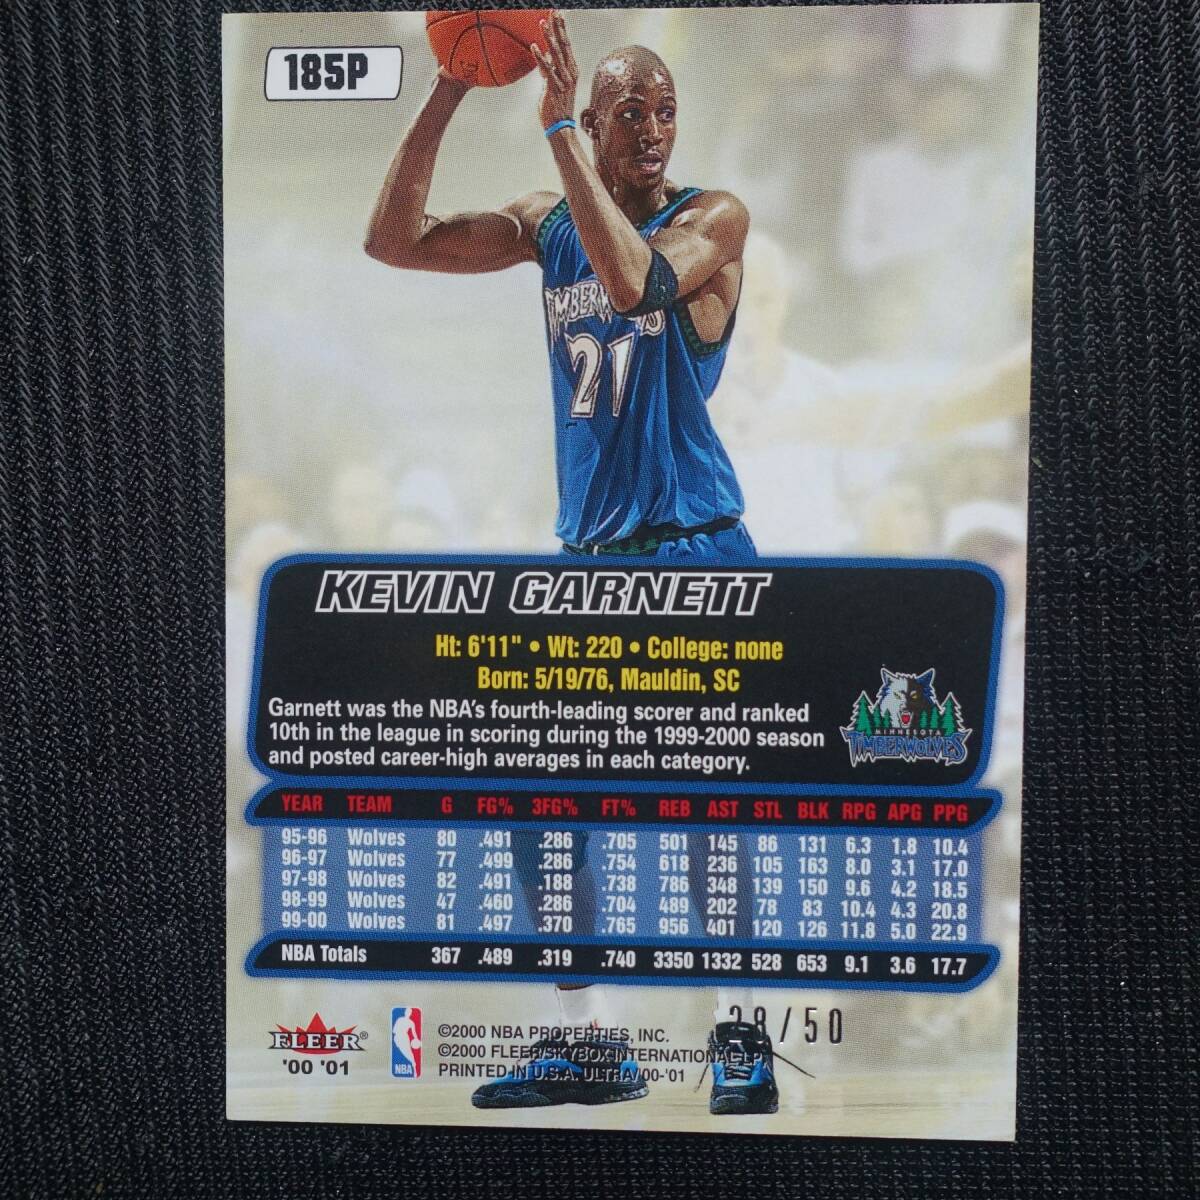 185P
21
KEVIN GARNETT
Ht: 6'11" • Wt: 220 • College: none
Born: 5/19/76, Mauldin, SC
Garnett was the NBA's fourth-leading scorer and ranked
10th in the league in scoring during the 1999-2000 season
and posted career-high averages in each category.
MINNESOTA
TIMBERWOLVES
YEAR TEAM G FG% 3FG% FT% REB AST STL BLK RPG APG PPG
95-96 Wolves 80 .491 .286 .705 501 145 86 131 6.3 1.8 10.4
96-97 Wolves 77 .499 .286 .754 618 236 105 163 8.0 3.1 17.0
97-98 Wolves 82 .491 .188 .738 786 348 139 150 9.6 4.2 18.5
98-99 Wolves 47 .460 .286 .704 489 202 78 83 10.4 4.3 20.8
99-00 Wolves 81 .497 .370 .765 956 401 120 126 11.8 5.0 22.9
NBA Totals 367 .489 .319 .740 3350 1332 528 653 9.1 3.6 17.7
/50
FLEER®
'00 '01
NBA
©2000 NBA PROPERTIES, INC.
©2000 FLEER/SKYBOX INTERNATIONAL LP
PRINTED IN U.S.A. ULTRA/00-'01